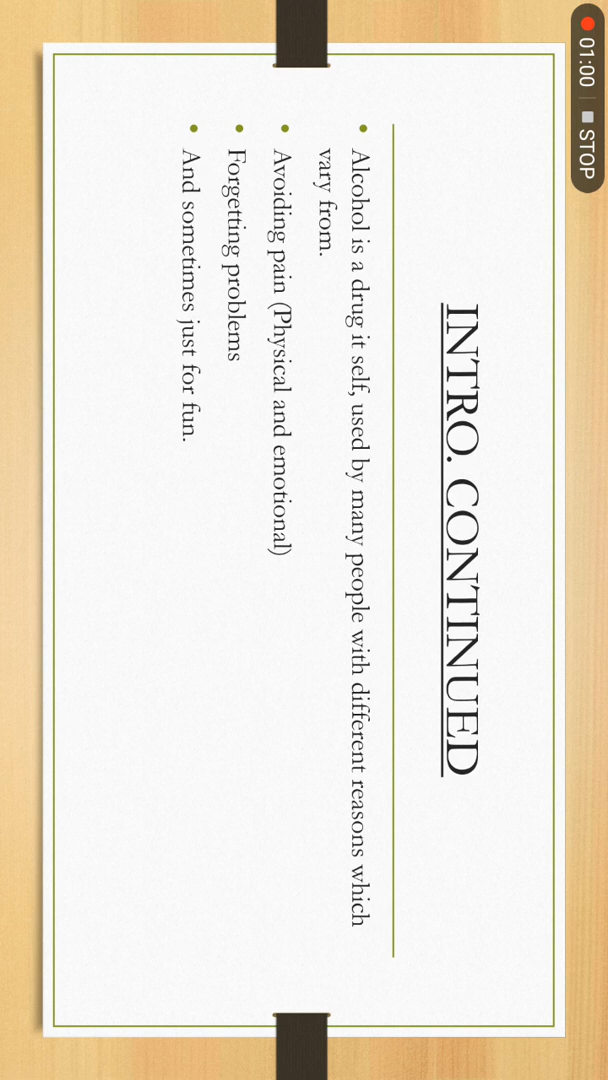 01:00 STOP
INTRO. CONTINUED
• Alcohol is a drug it self, used by many people with different reasons which
vary from.
• Avoiding pain (Physical and emotional)
• Forgetting problems
• And sometimes just for fun.